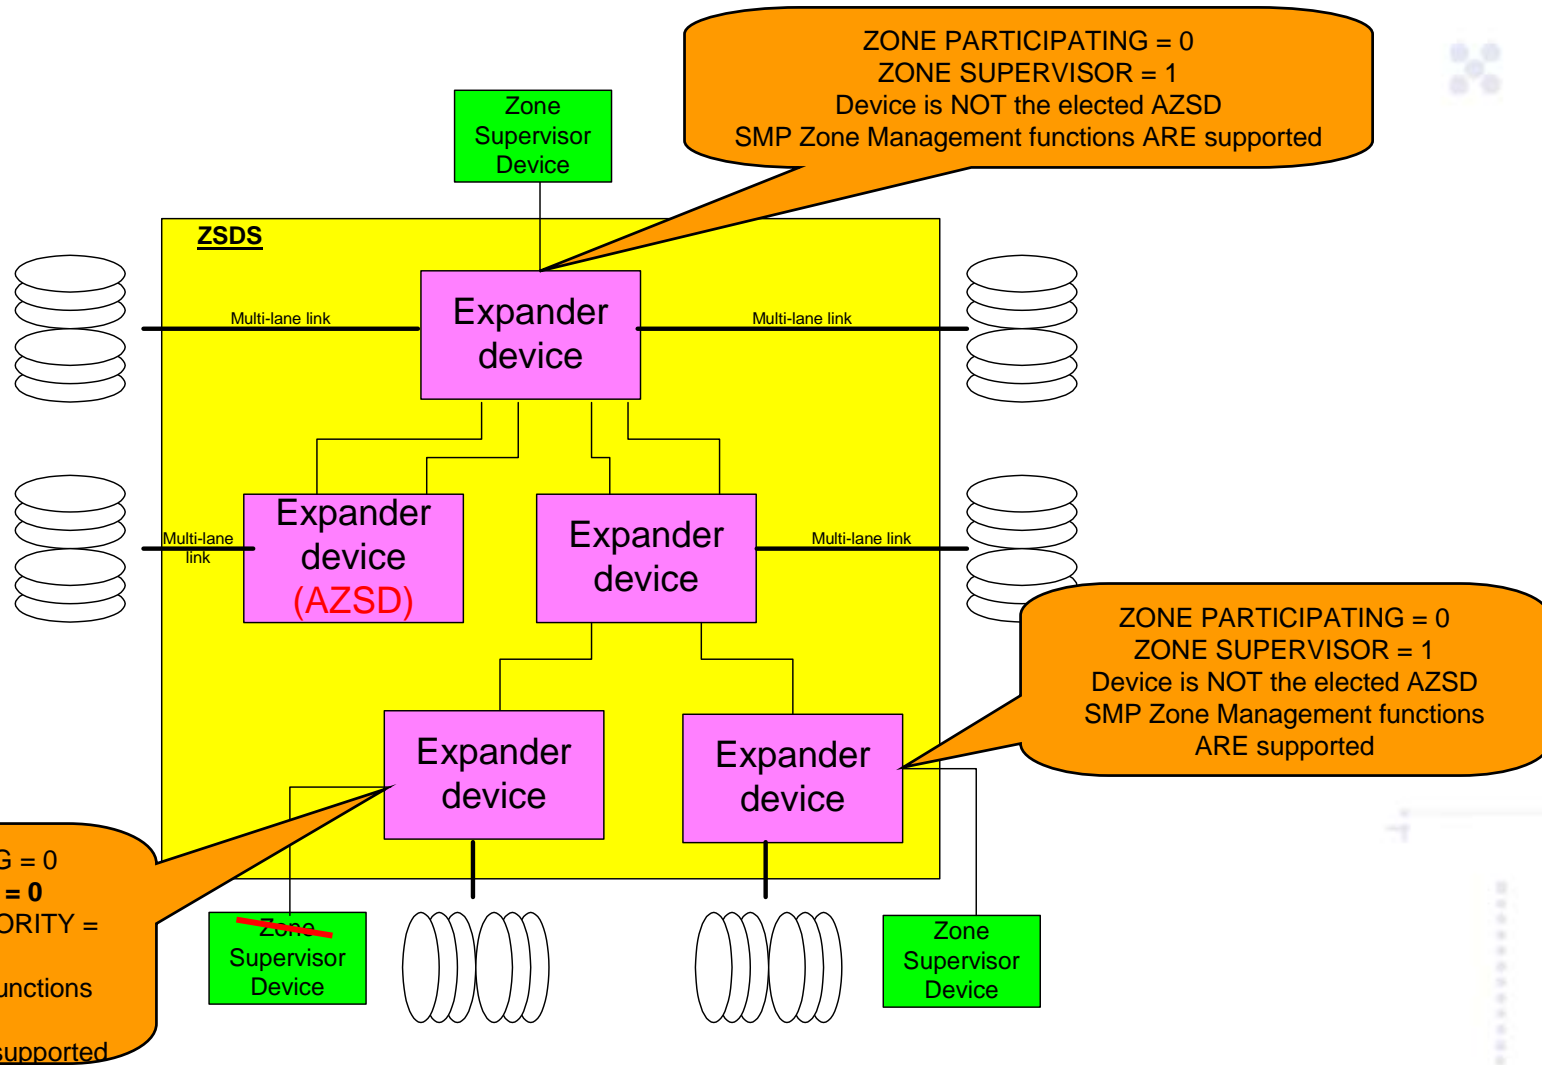 ZONE PARTICIPATING = 0
ZONE SUPERVISOR = 1
Device is NOT the elected AZSD
SMP Zone Management functions ARE supported
Zone
Supervisor
Device
ZSDS
Expander
device
Multi-lane link
Multi-lane link
Expander
device
(AZSD)
Multi-lane
link
Expander
device
Multi-lane link
ZONE PARTICIPATING = 0
ZONE SUPERVISOR = 1
Device is NOT the elected AZSD
SMP Zone Management functions
ARE supported
Expander
device
Expander
device
G = 0
= 0
ORITY =
unctions
supported
Zone
Supervisor
Device
Zone
Supervisor
Device